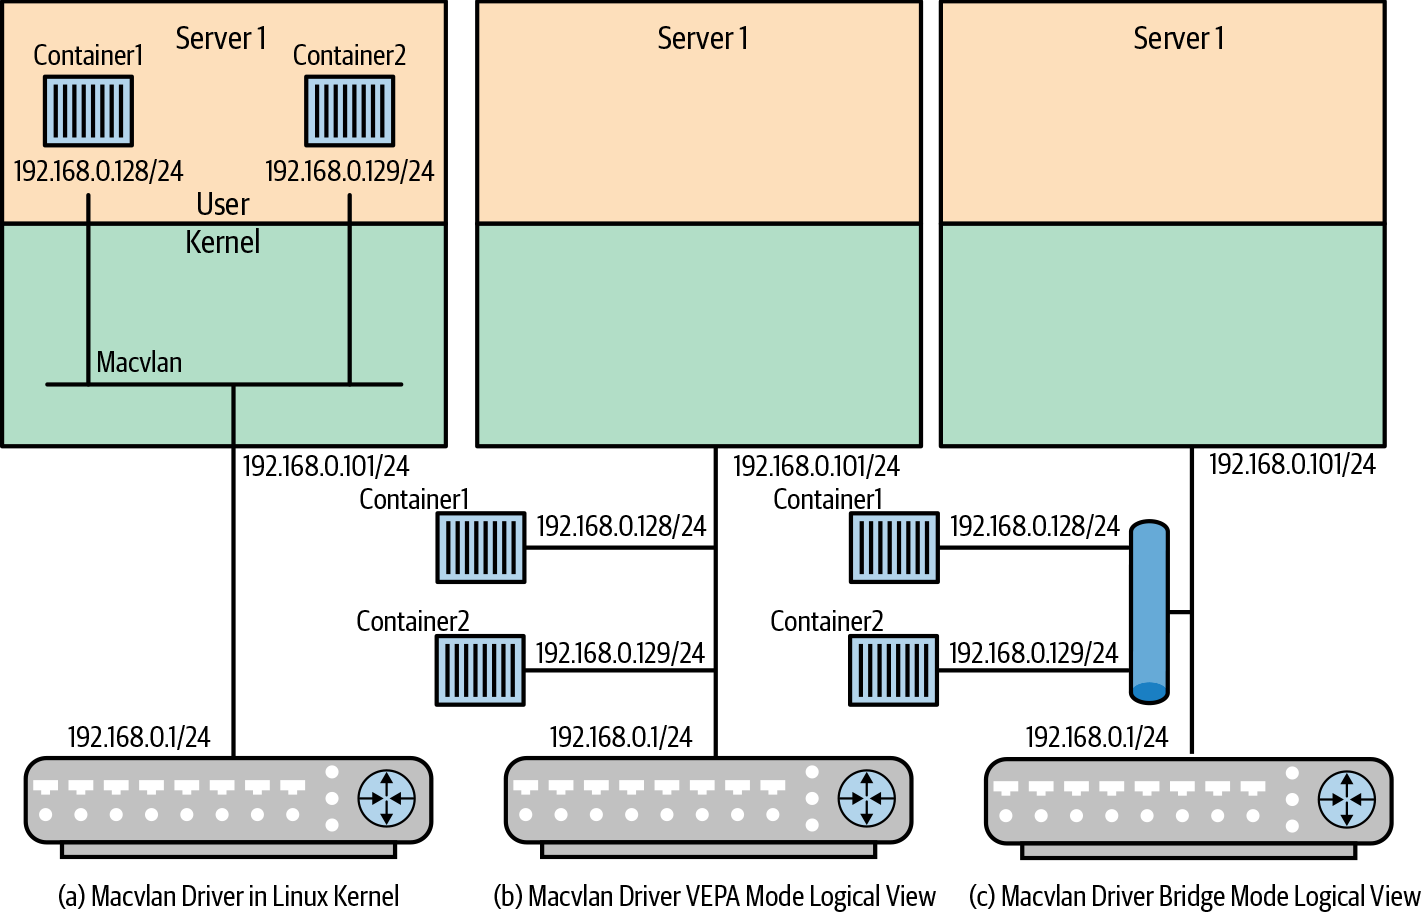 Server 1
Container1
Container2
192.168.0.128/24
192.168.0.129/24
User
Kernel
Macvlan
192.168.0.101/24
192.168.0.1/24
(a) Macvlan Driver in Linux Kernel
Server 1
192.168.0.101/24
Container1
192.168.0.128/24
Container2
192.168.0.129/24
192.168.0.1/24
(b) Macvlan Driver VEPA Mode Logical View
Server 1
192.168.0.101/24
Container1
192.168.0.128/24
Container2
192.168.0.129/24
192.168.0.1/24
(c) Macvlan Driver Bridge Mode Logical View